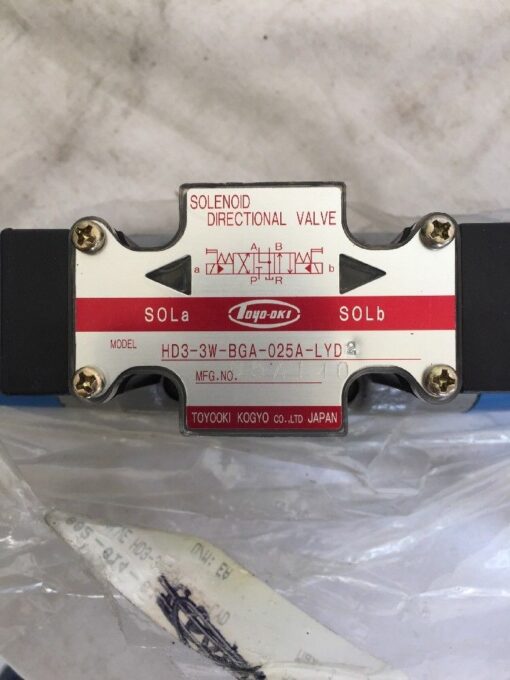 SOLENOID
DIRECTIONAL VALVE
A B
a b
P R
SOLa TOYO-OKI SOLb
MODEL HD3-3W-BGA-025A-LYD2
MFG.NO.
TOYOOKI KOGYO CO.,LTD JAPAN